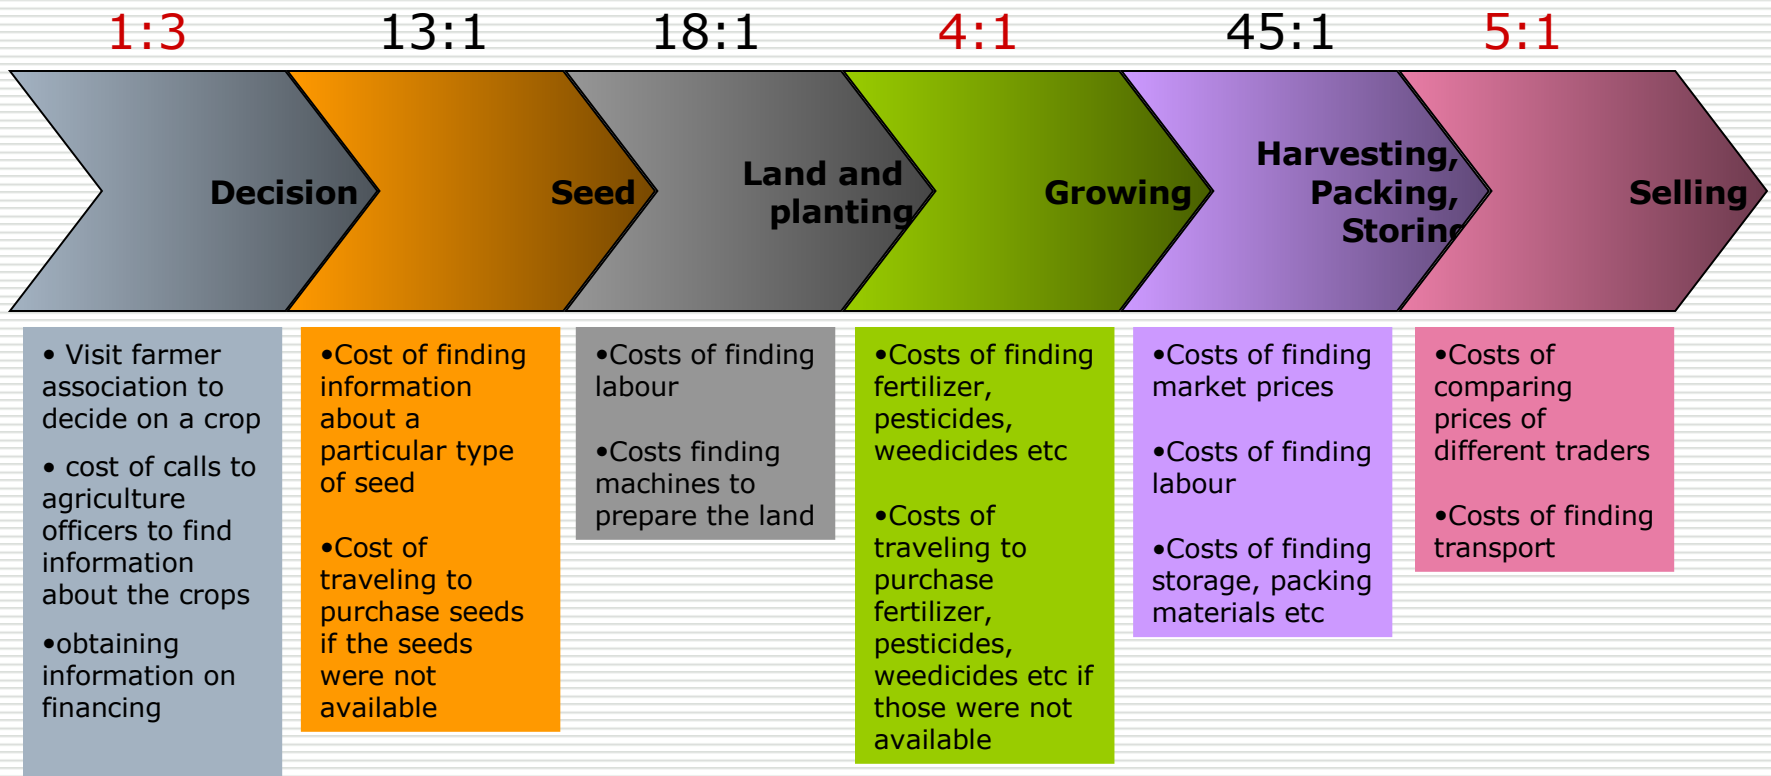 1:3
13:1
18:1
4:1
45:1
5:1
Decision
Seed
Land and
planting
Growing
Harvesting,
Packing,
Storing
Selling
• Visit farmer
association to
decide on a crop
• cost of calls to
agriculture
officers to find
information
about the crops
•obtaining
information on
financing
•Cost of finding
information
about a
particular type
of seed
•Cost of
traveling to
purchase seeds
if the seeds
were not
available
•Costs of finding
labour
•Costs finding
machines to
prepare the land
•Costs of finding
fertilizer,
pesticides,
weedicides etc
•Costs of
traveling to
purchase
fertilizer,
pesticides,
weedicides etc if
those were not
available
•Costs of finding
market prices
•Costs of finding
labour
•Costs of finding
storage, packing
materials etc
•Costs of
comparing
prices of
different traders
•Costs of finding
transport